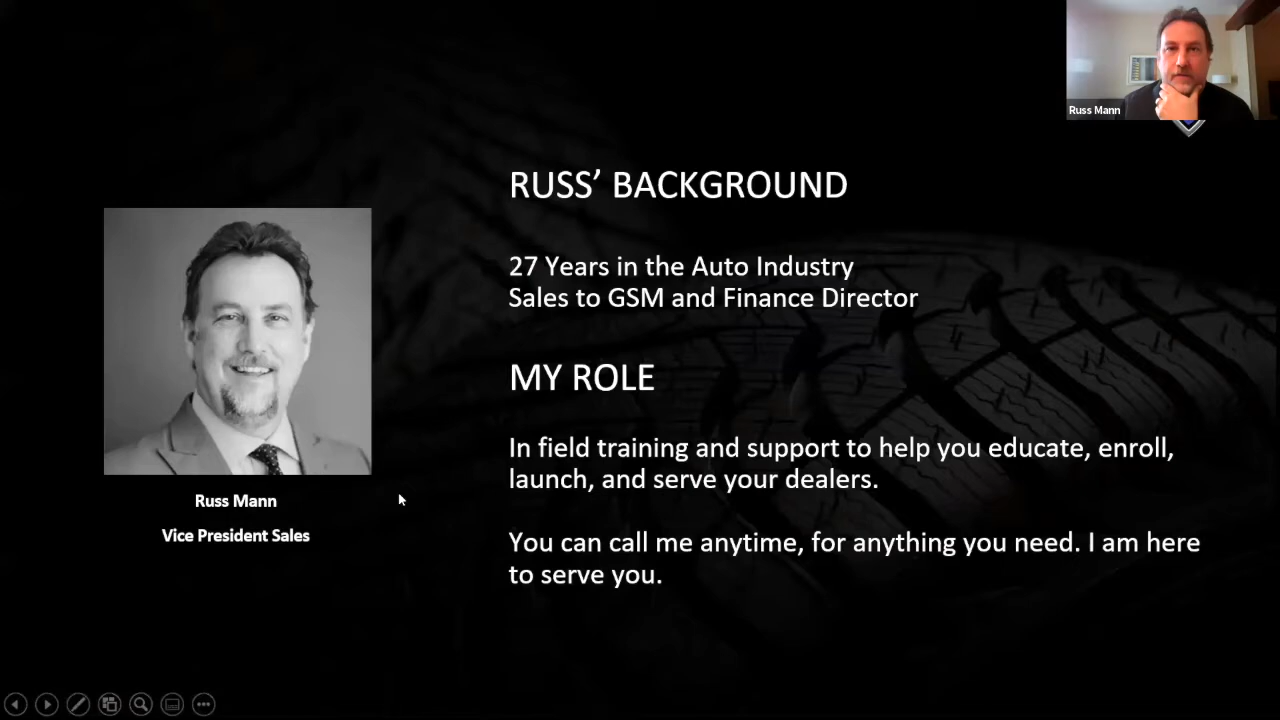 Russ Mann
RUSS’ BACKGROUND
27 Years in the Auto Industry
Sales to GSM and Finance Director
MY ROLE
In field training and support to help you educate, enroll,
launch, and serve your dealers.
You can call me anytime, for anything you need. I am here
to serve you.
Russ Mann
Vice President Sales